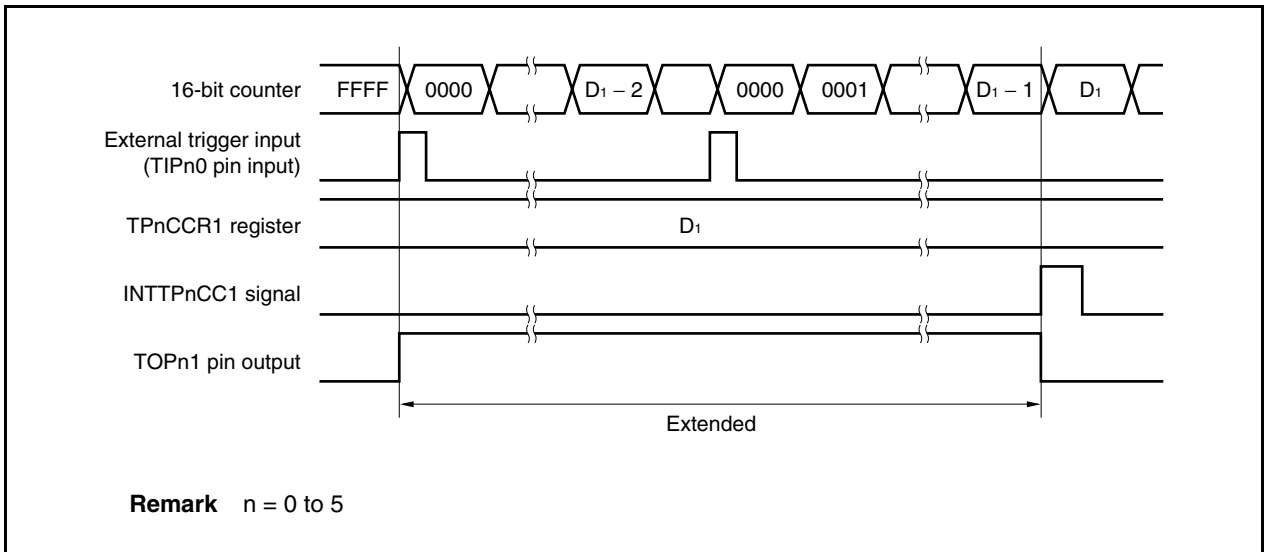 16-bit counter FFFF 0000 D1 − 2 0000 0001 D1 − 1 D1
External trigger input
(TIPn0 pin input)
TPnCCR1 register D1
INTTPnCC1 signal
TOPn1 pin output
Extended
Remark n = 0 to 5